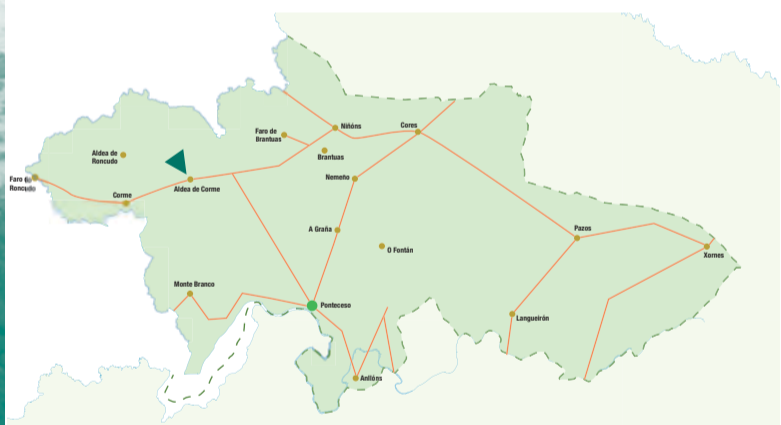 Niñóns
Cores
Faro de
Brantuas
Brantuas
Aldea de
Roncudo
Nemeño
Faro de
Roncudo
Corme
Aldea de Corme
A Graña
O Fontán
Pazos
Xornes
Monte Branco
Ponteceso
Langueirón
Anllóns